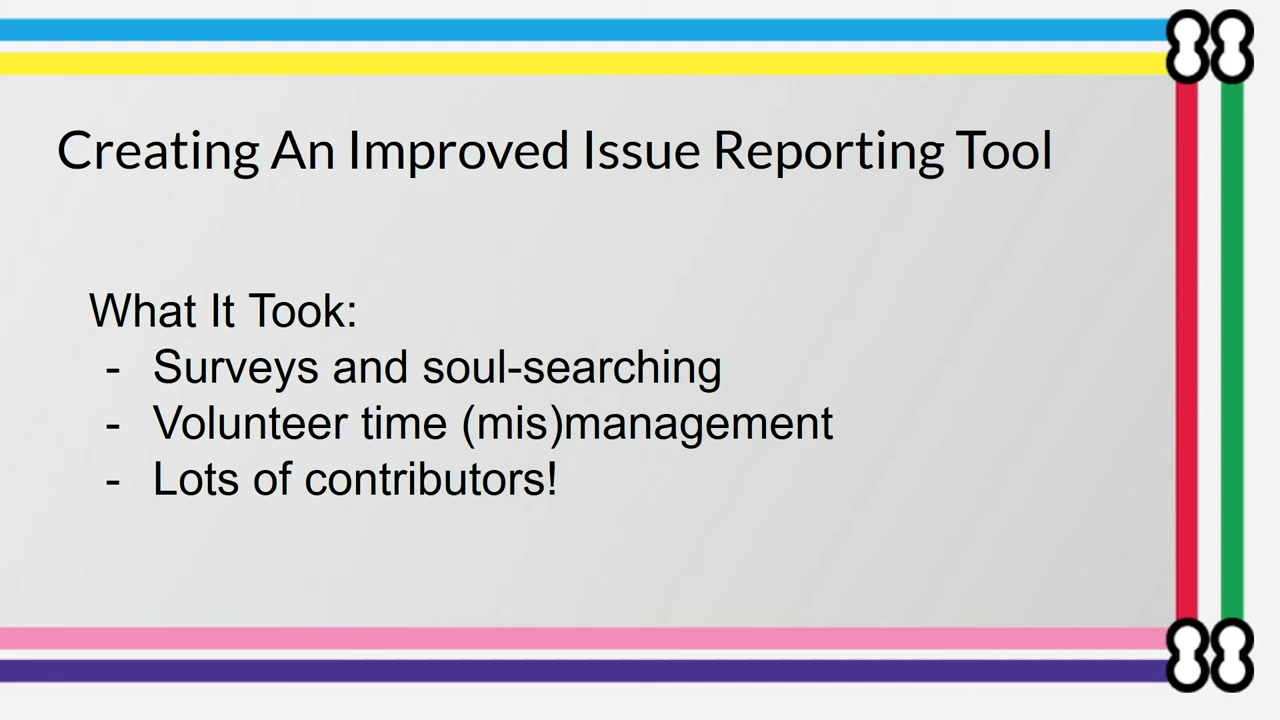 Creating An Improved Issue Reporting Tool
What It Took:
- Surveys and soul-searching
- Volunteer time (mis)management
- Lots of contributors!